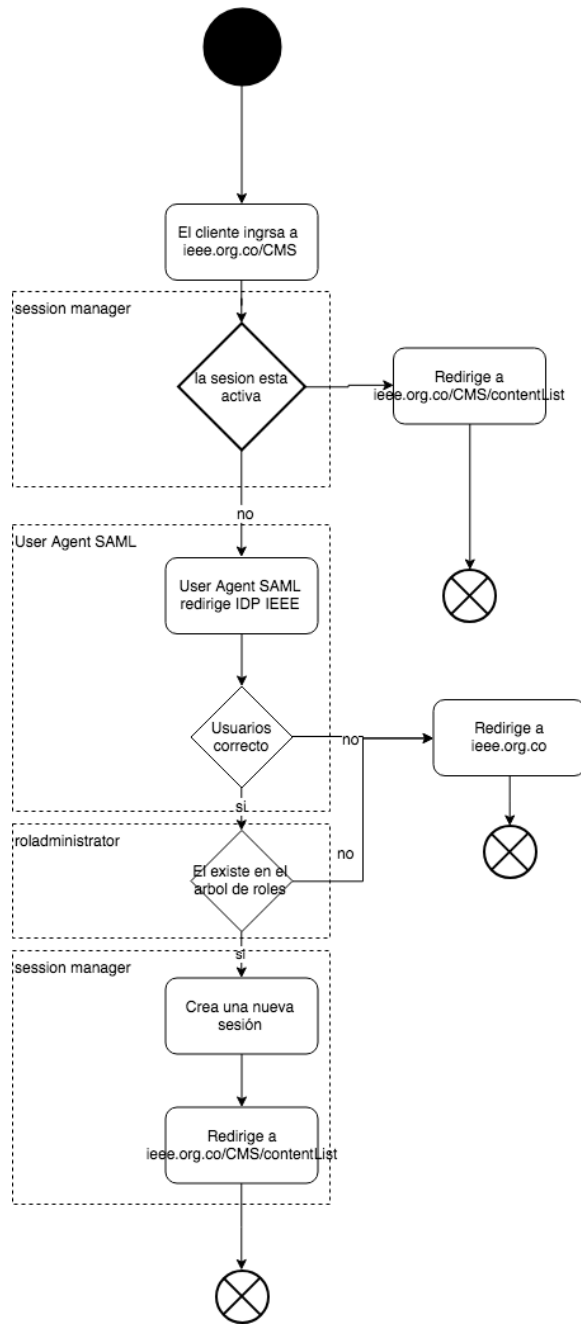 El cliente ingrsa a
ieee.org.co/CMS
session manager
la sesion esta
activa
Redirige a
ieee.org.co/CMS/contentList
no
User Agent SAML
User Agent SAML
redirige IDP IEEE
Usuarios
correcto
no
Redirige a
ieee.org.co
si
roladministrator
El existe en el
arbol de roles
no
si
session manager
Crea una nueva
sesión
Redirige a
ieee.org.co/CMS/contentList